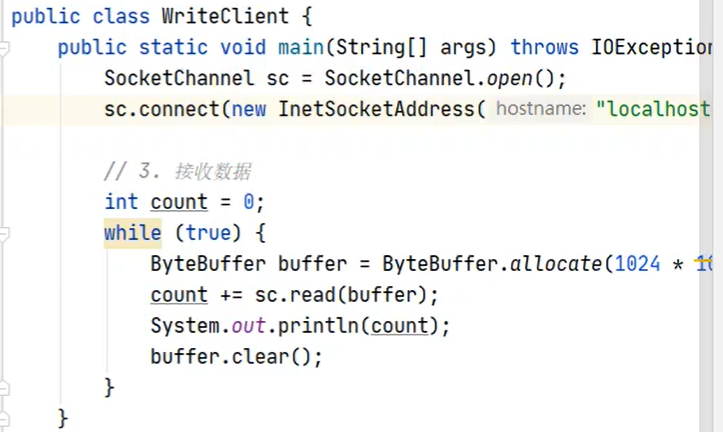 public class WriteClient {
public static void main(String[] args) throws IOException
SocketChannel sc = SocketChannel.open();
sc.connect(new InetSocketAddress( hostname: "localhost
// 3. 接收数据
int count = 0;
while (true) {
ByteBuffer buffer = ByteBuffer.allocate(1024 * 10
count += sc.read(buffer);
System.out.println(count);
buffer.clear();
}
}